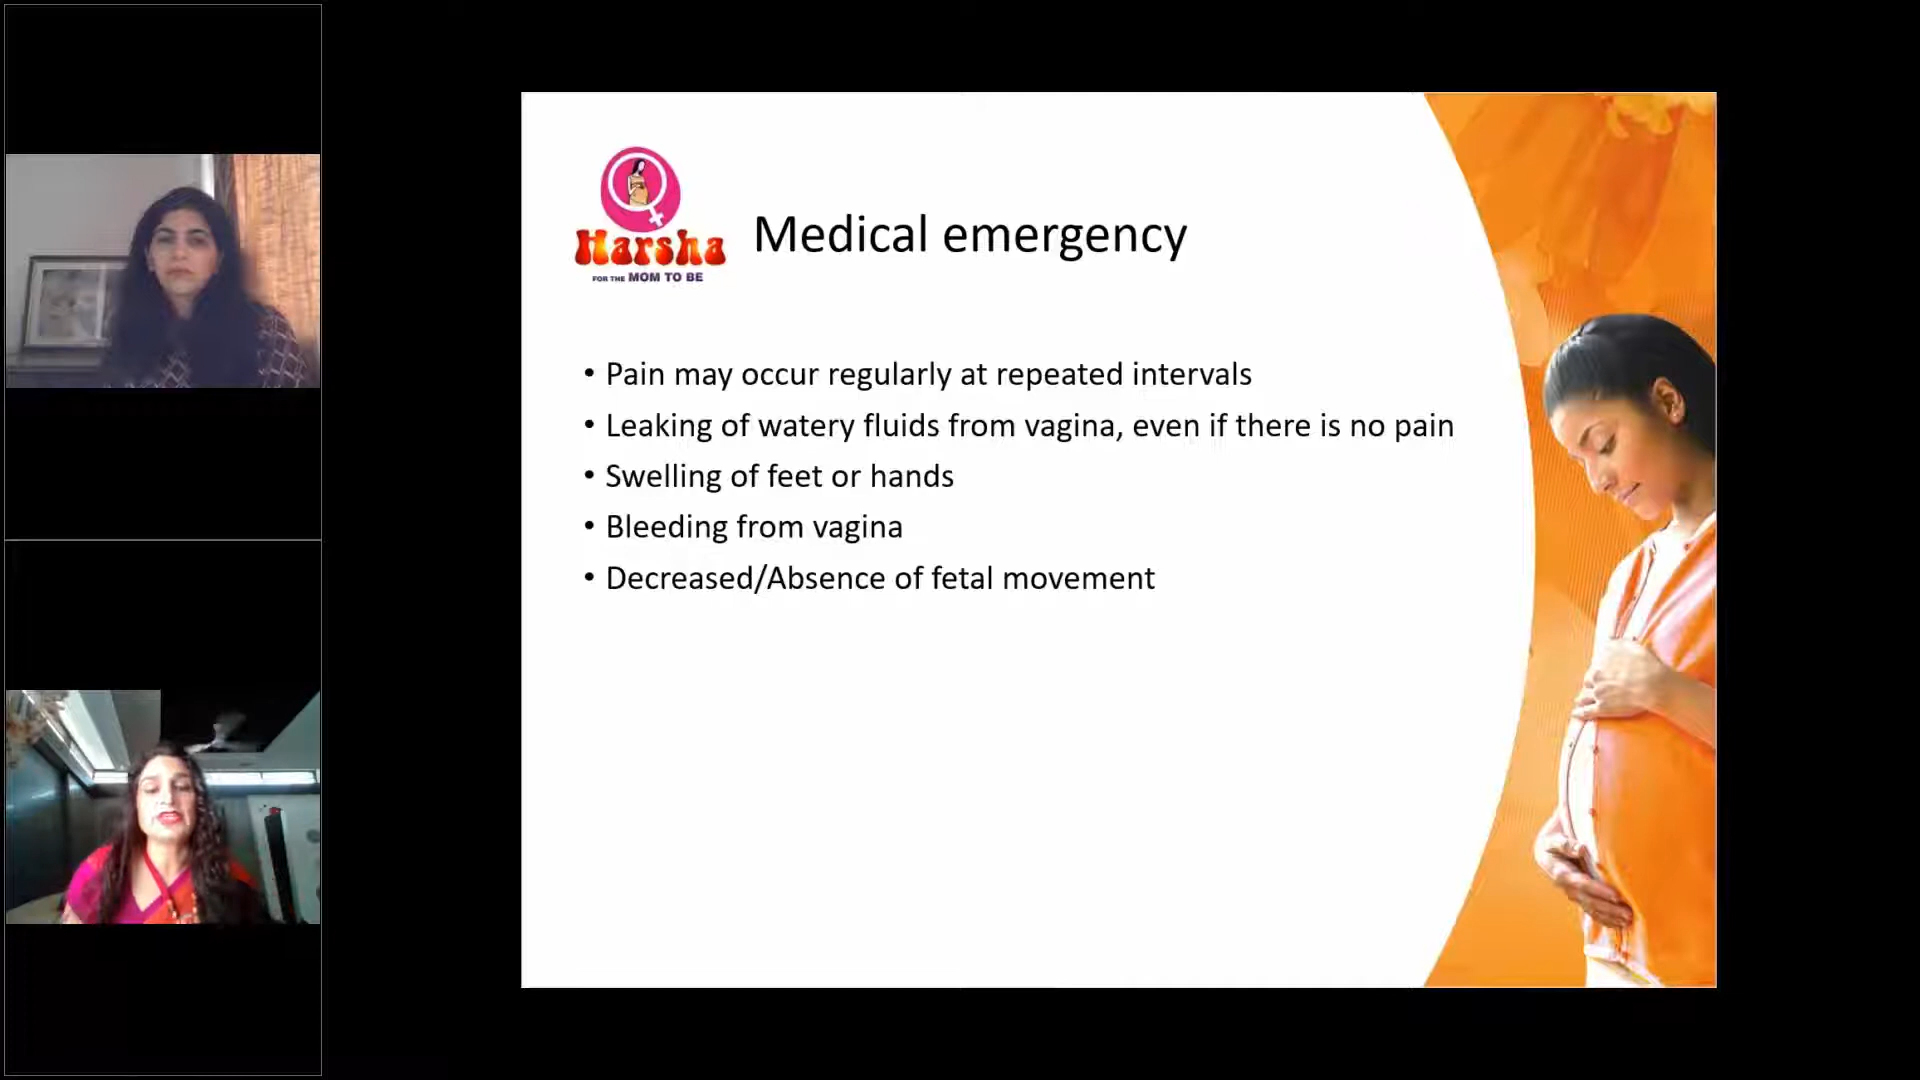 Harsha
FOR THE MOM TO BE
Medical emergency
• Pain may occur regularly at repeated intervals
• Leaking of watery fluids from vagina, even if there is no pain
• Swelling of feet or hands
• Bleeding from vagina
• Decreased/Absence of fetal movement